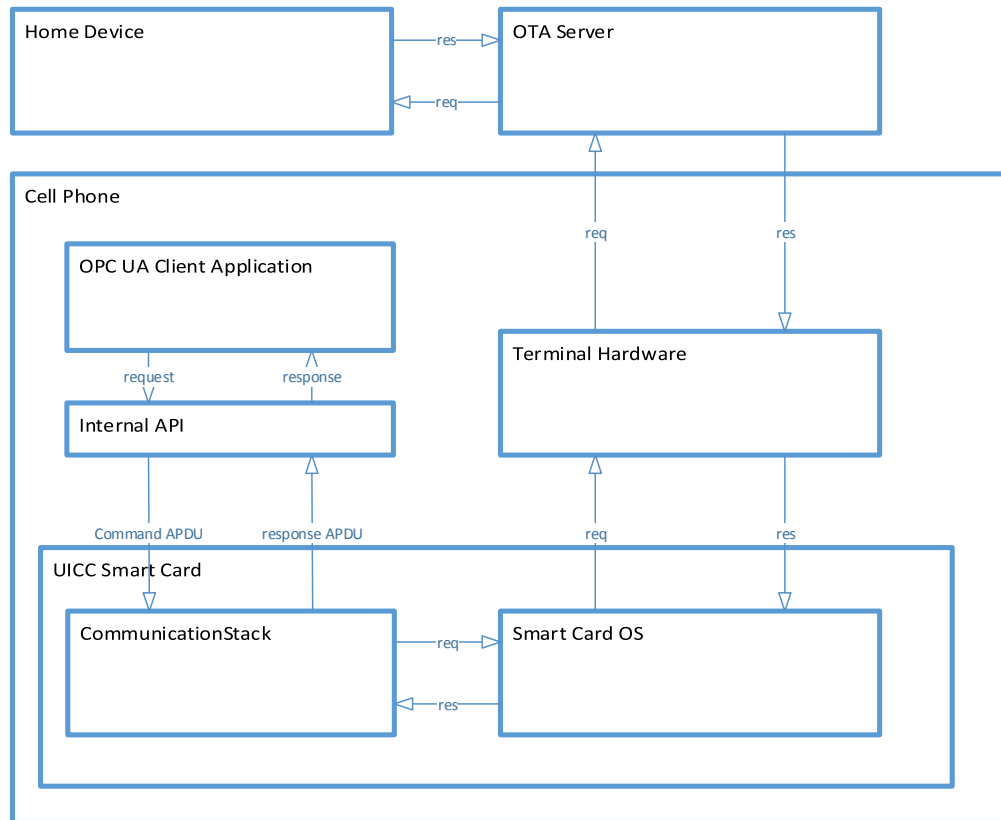 Home Device
OTA Server
res
req
Cell Phone
req
res
OPC UA Client Application
Terminal Hardware
request
response
Internal API
Command APDU
response APDU
req
res
UICC Smart Card
CommunicationStack
Smart Card OS
req
res